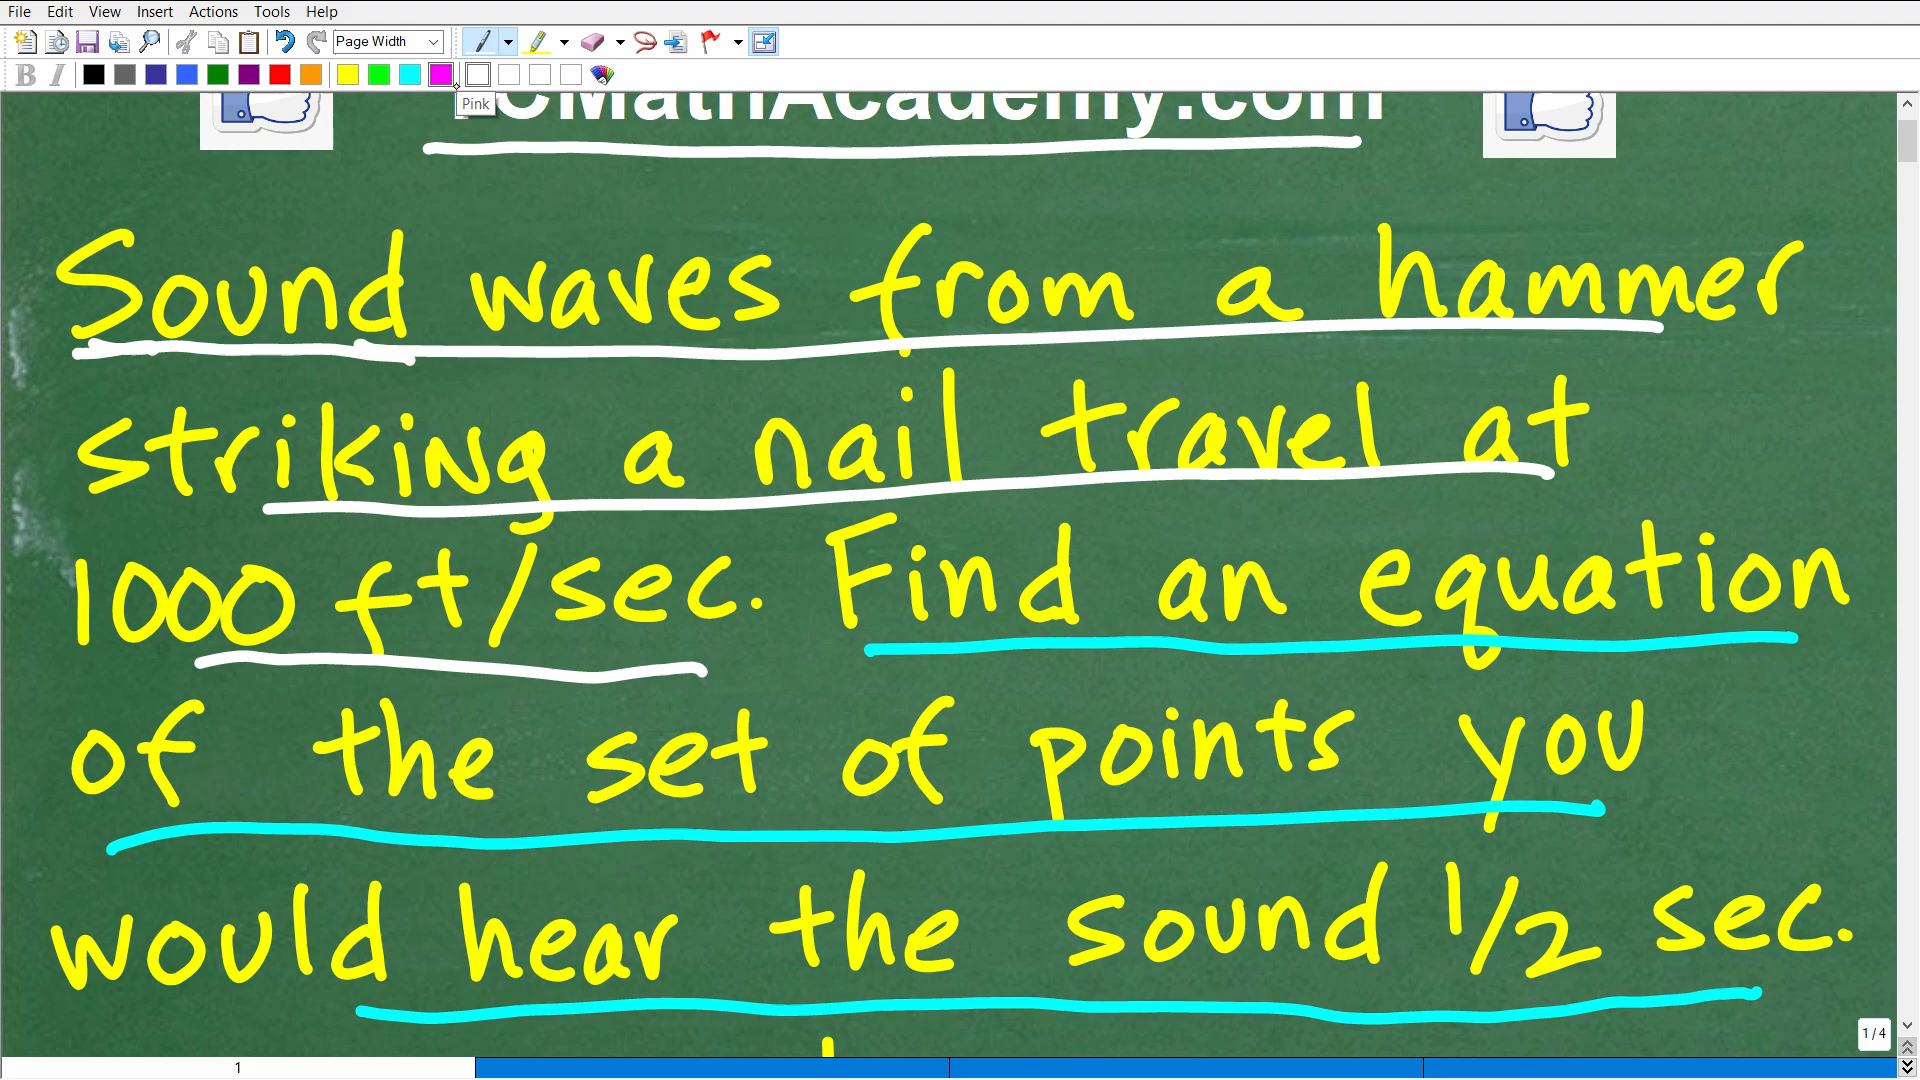 File Edit View Insert Actions Tools Help
Page Width
B I
Pink
CMathAcademy.com
Sound waves from a hammer
striking a nail travel at
1000 ft/sec. Find an equation
of the set of points you
would hear the sound 1/2 sec.
1/4
1